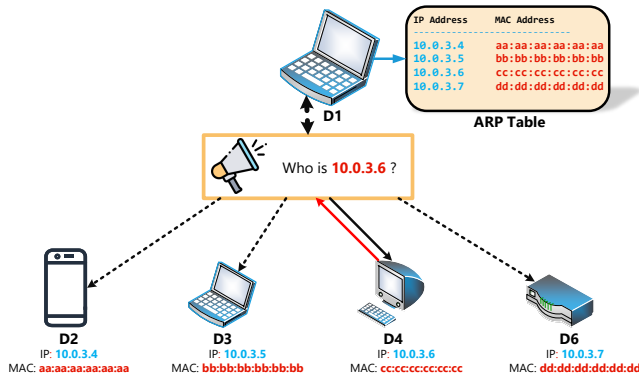 IP Address MAC Address
----------------------------
10.0.3.4 aa:aa:aa:aa:aa:aa
10.0.3.5 bb:bb:bb:bb:bb:bb
10.0.3.6 cc:cc:cc:cc:cc:cc
10.0.3.7 dd:dd:dd:dd:dd:dd
D1
ARP Table
Who is 10.0.3.6 ?
D2 D3 D4 D6
IP: 10.0.3.4 IP: 10.0.3.5 IP: 10.0.3.6 IP: 10.0.3.7
MAC: aa:aa:aa:aa:aa:aa MAC: bb:bb:bb:bb:bb:bb MAC: cc:cc:cc:cc:cc:cc MAC: dd:dd:dd:dd:dd:dd